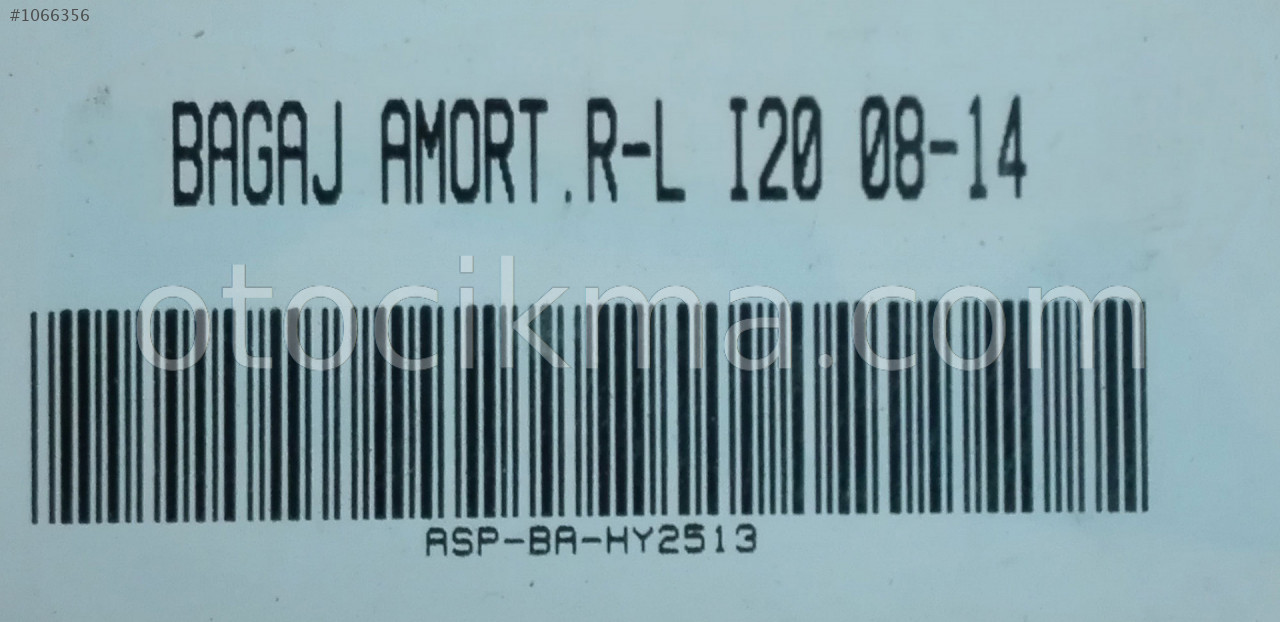 #1066356
BAGAJ AMORT.R-L I20 08-14
otocikma.com
ASP-BA-HY2513